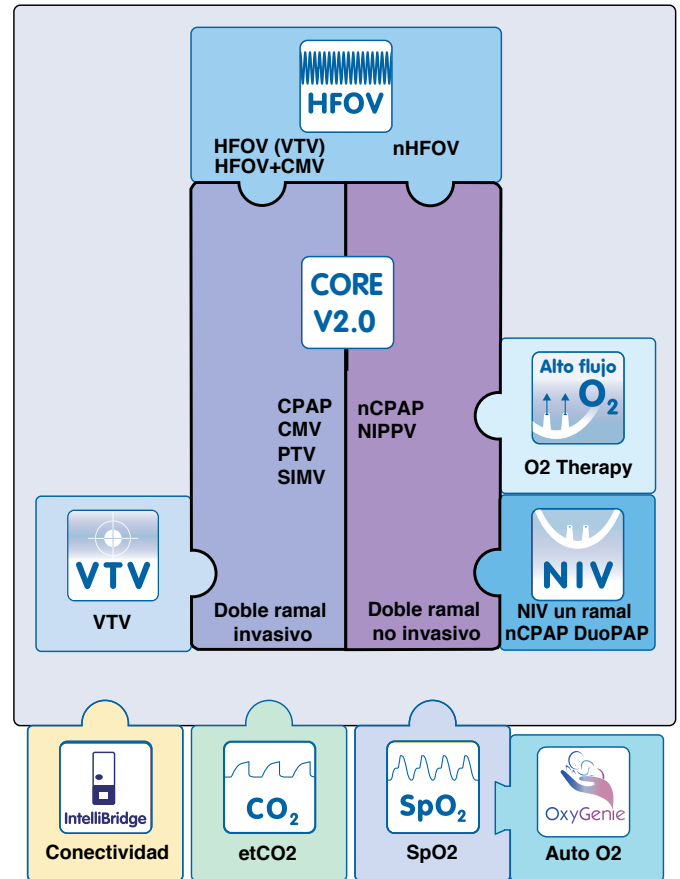 HFOV
HFOV (VTV)
HFOV+CMV
nHFOV
CORE
V2.0
CPAP
CMV
PTV
SIMV
nCPAP
NIPPV
Alto flujo
O2
O2 Therapy
VTV
VTV
Doble ramal
invasivo
Doble ramal
no invasivo
NIV
NIV un ramal
nCPAP DuoPAP
IntelliBridge
Conectividad
CO2
etCO2
SpO2
SpO2
OxyGenie
Auto O2